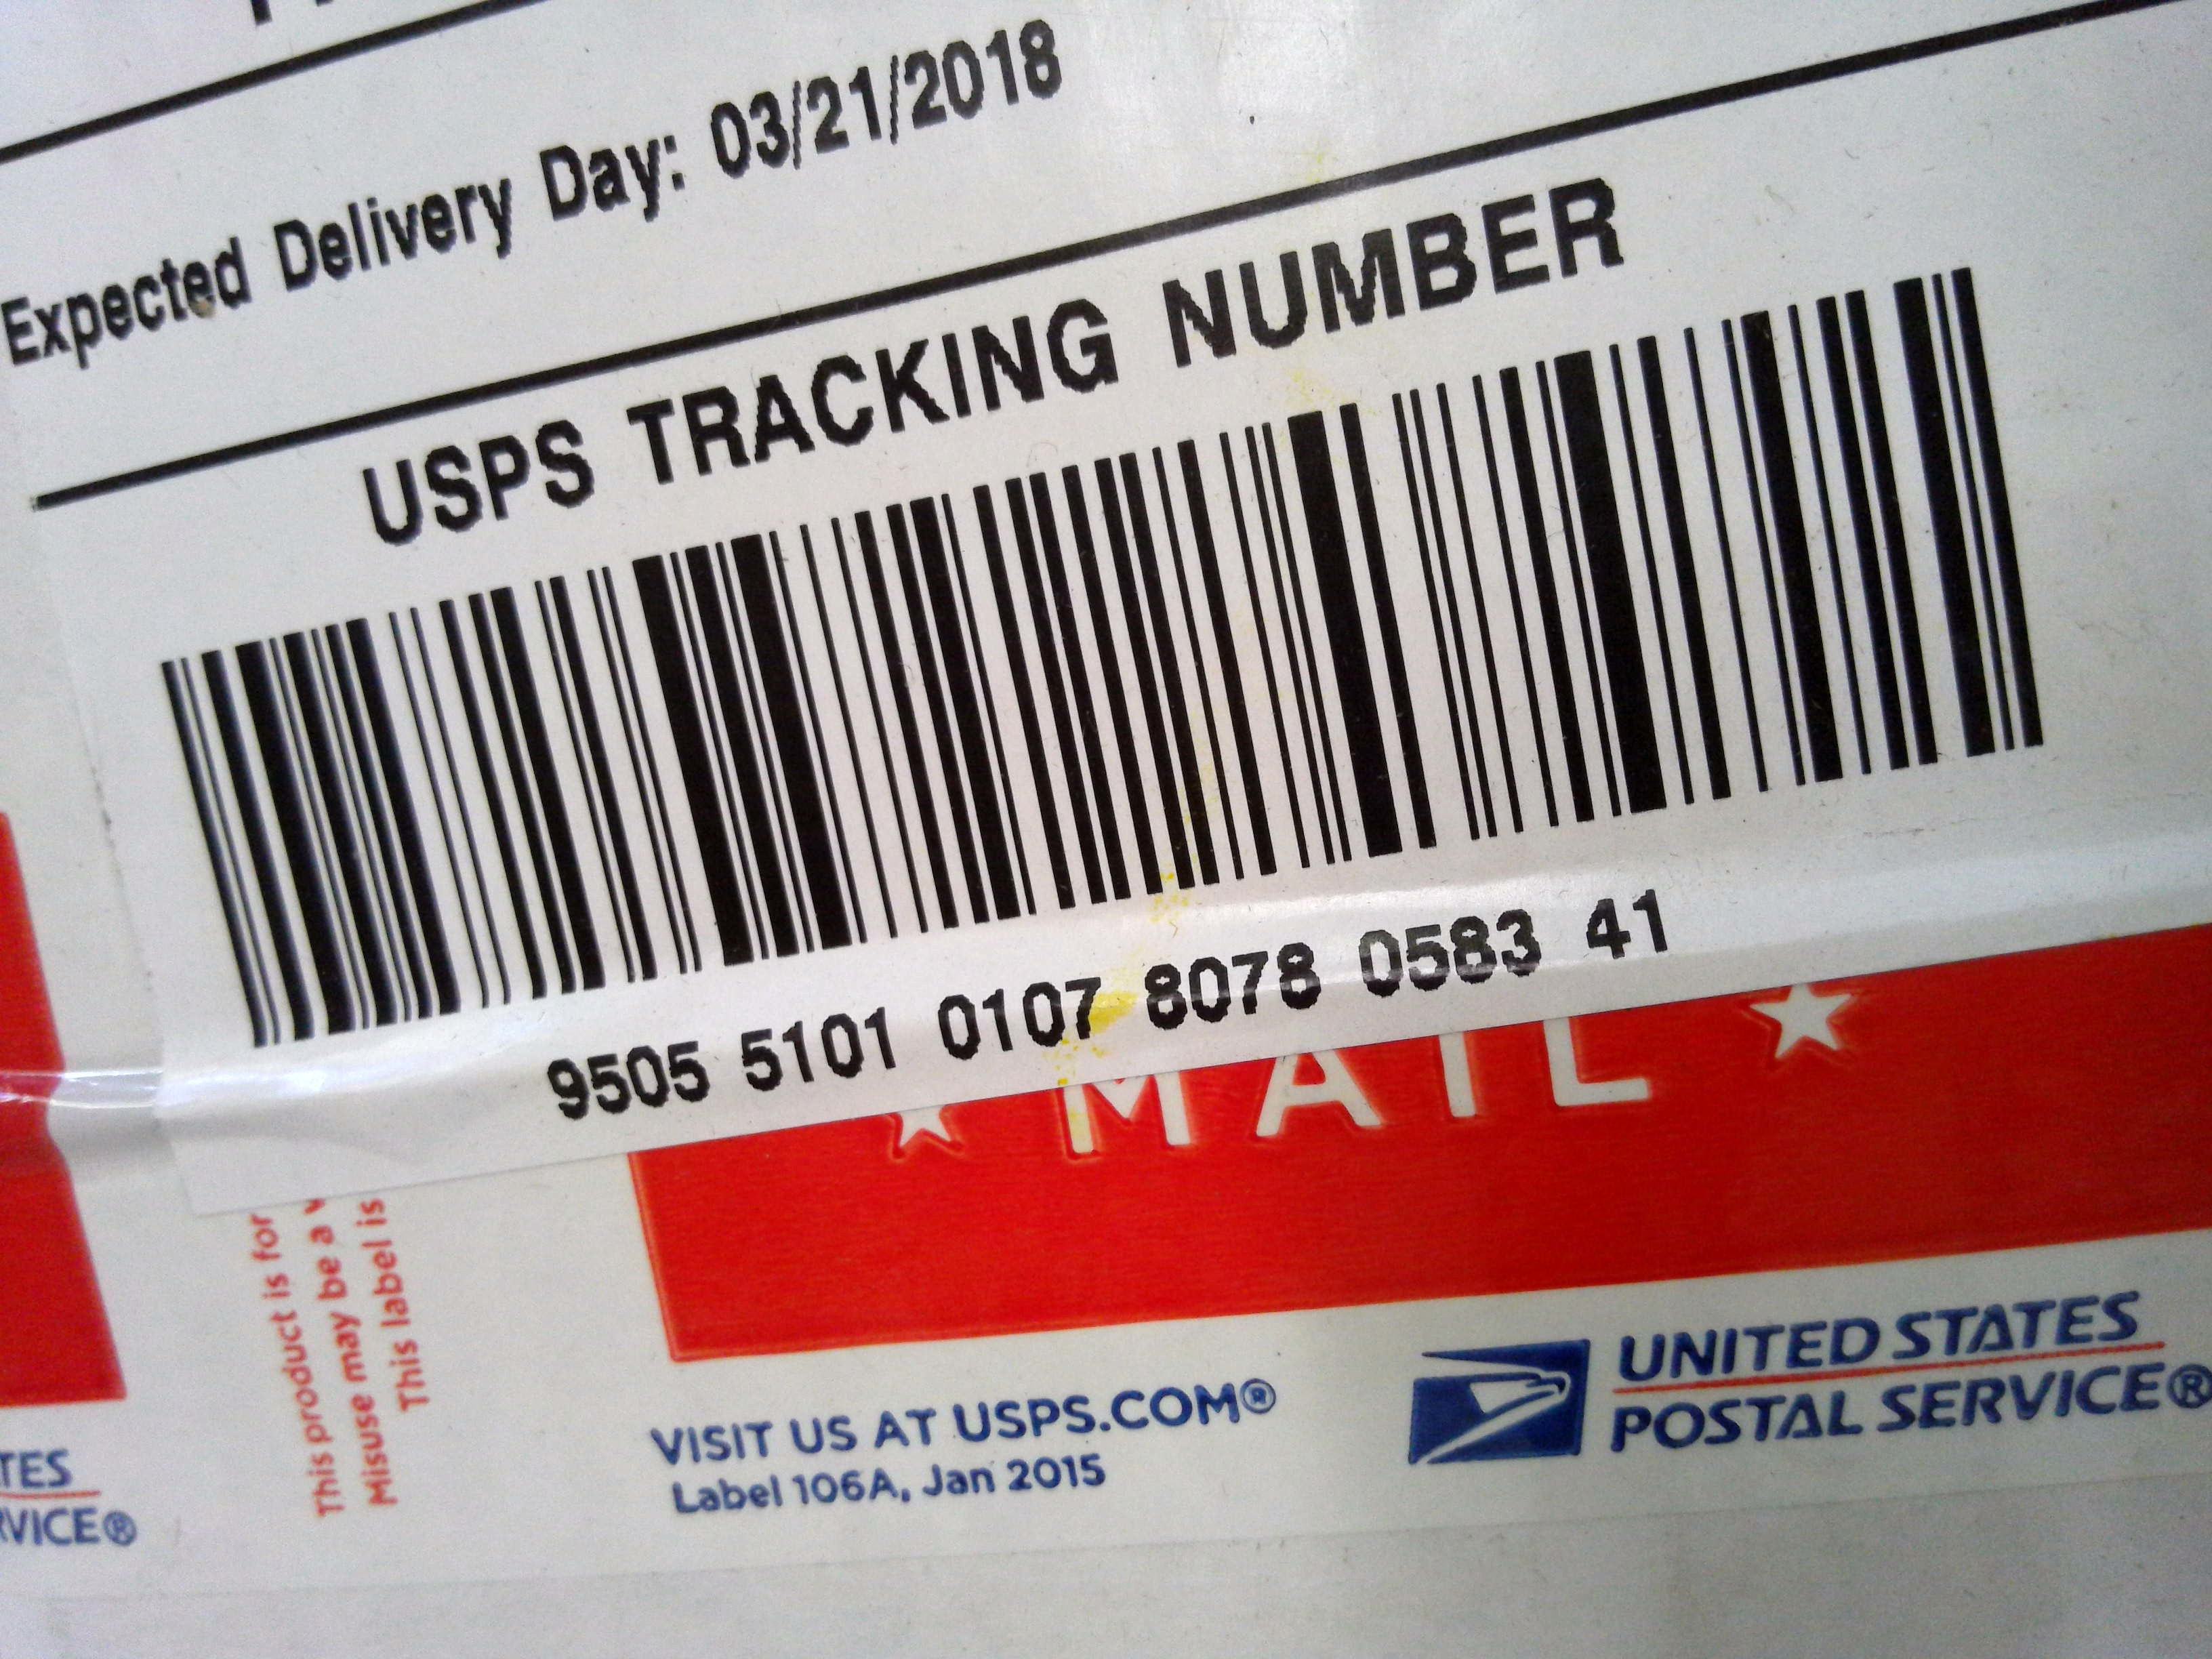 Expected Delivery Day: 03/21/2018
USPS TRACKING NUMBER
9505 5101 0107 8078 0583 41
MAIL
This product is for
Misuse may be a
This label is
VISIT US AT USPS.COM®
Label 106A, Jan 2015
UNITED STATES
POSTAL SERVICE®
TES
RVICE®